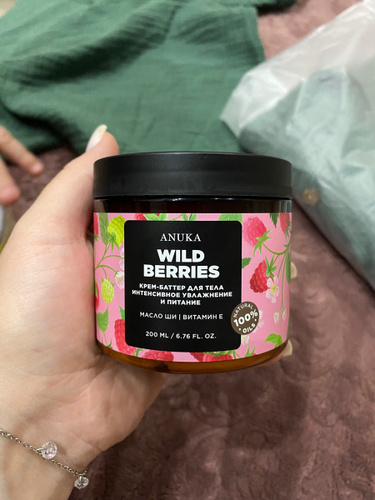 ANUKA
WILD
BERRIES
КРЕМ-БАТТЕР ДЛЯ ТЕЛА
ИНТЕНСИВНОЕ УВЛАЖНЕНИЕ
И ПИТАНИЕ
МАСЛО ШИ | ВИТАМИН Е
200 ML / 6.76 FL. OZ.
NATURAL
100%
OILS